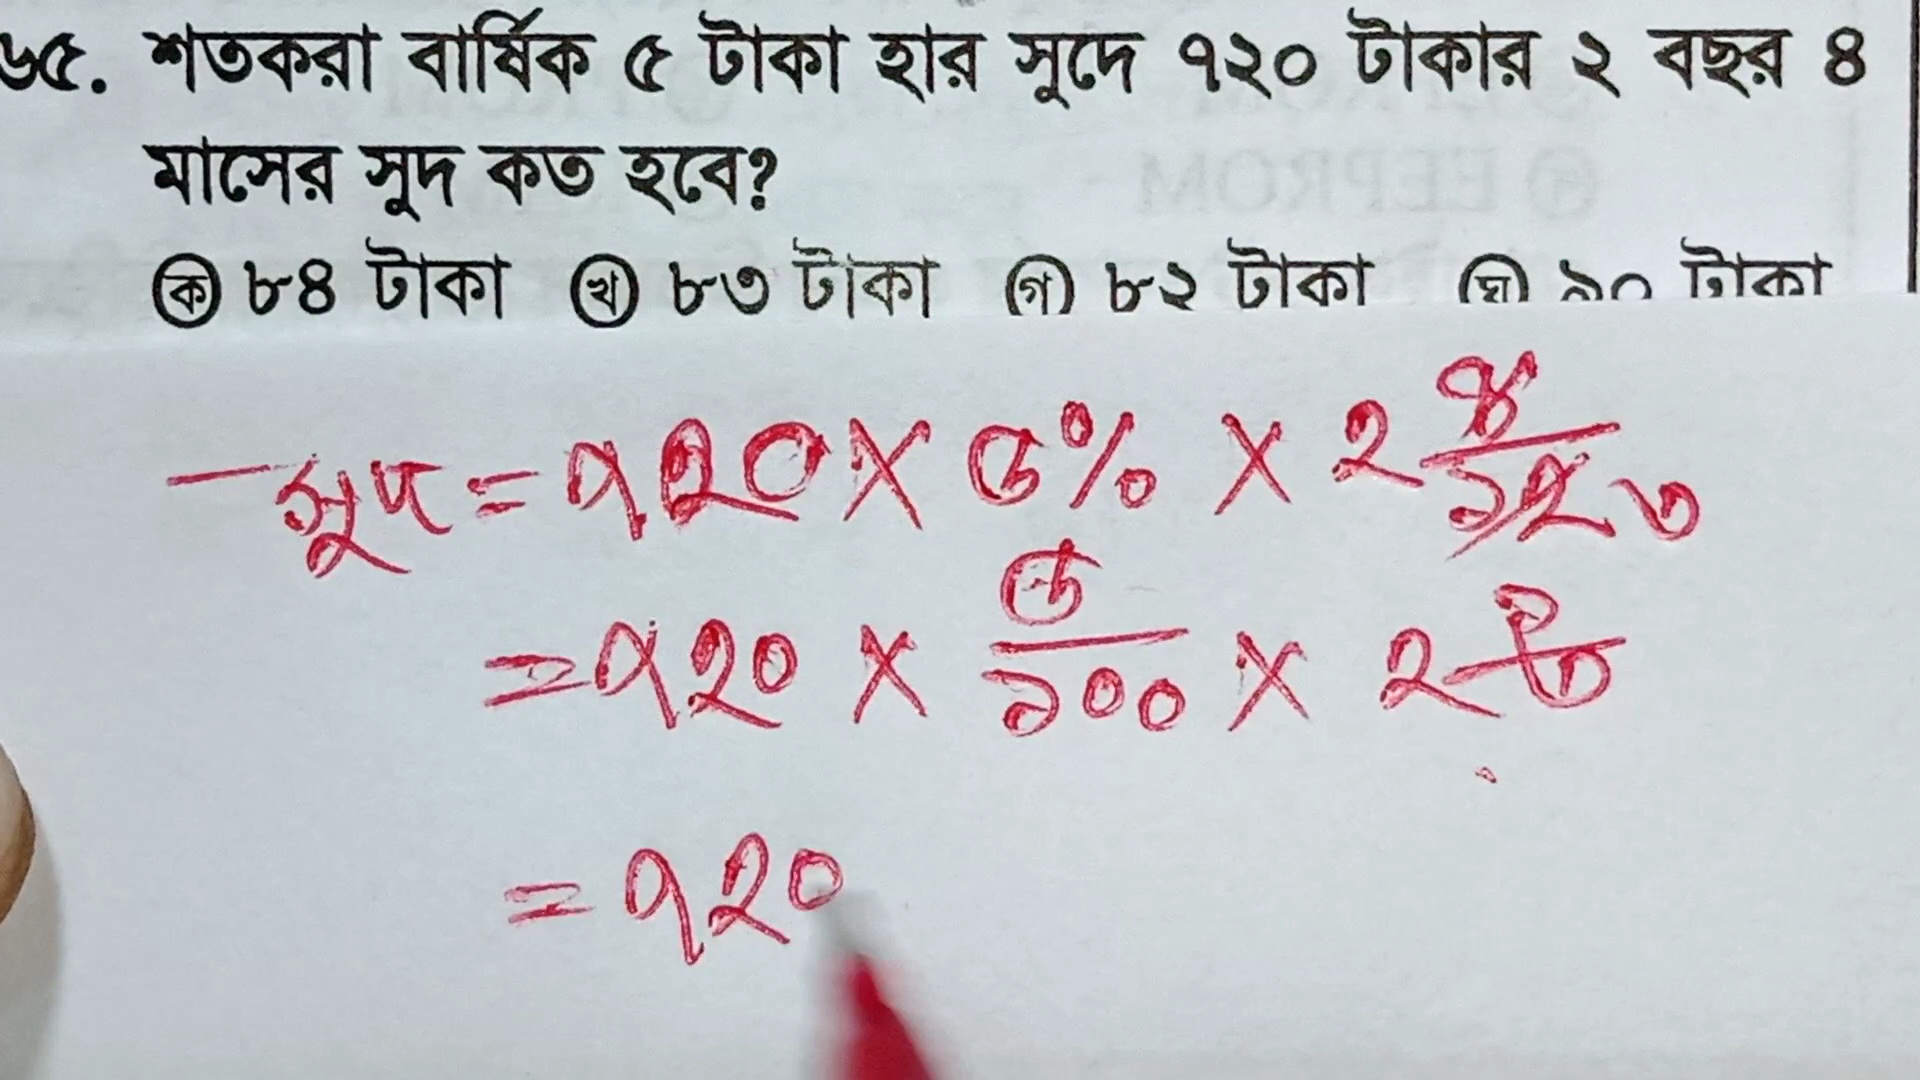 ৬৫. শতকরা বার্ষিক ৫ টাকা হার সুদে ৭২০ টাকার ২ বছর ৪
মাসের সুদ কত হবে?
ক ৮৪ টাকা খ ৮৩ টাকা গ ৮২ টাকা ঘ ৯০ টাকা
সুদ = ৭২০ × ৫% × ২ ৪/১২ ৩
= ৭২০ × ৫/১০০ × ২ ১/৩
= ৭২০